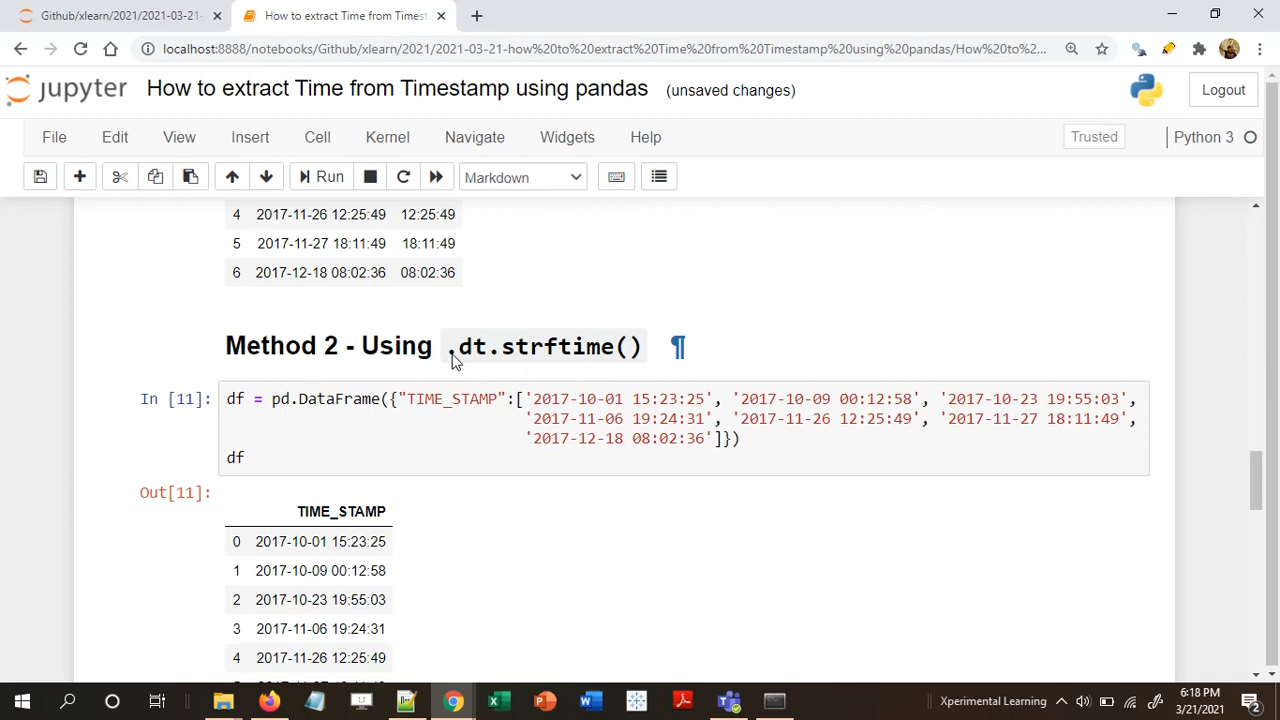 Github/xlearn/2021/2021-03-21-
How to extract Time from Timest
localhost:8888/notebooks/Github/xlearn/2021/2021-03-21-how%20to%20extract%20Time%20from%20Timestamp%20using%20pandas/How%20to%...
jupyter How to extract Time from Timestamp using pandas (unsaved changes) Logout
File Edit View Insert Cell Kernel Navigate Widgets Help Trusted Python 3
Run Markdown
4 2017-11-26 12:25:49 12:25:49
5 2017-11-27 18:11:49 18:11:49
6 2017-12-18 08:02:36 08:02:36
Method 2 - Using .dt.strftime() ¶
In [11]: df = pd.DataFrame({"TIME_STAMP":['2017-10-01 15:23:25', '2017-10-09 00:12:58', '2017-10-23 19:55:03',
'2017-11-06 19:24:31', '2017-11-26 12:25:49', '2017-11-27 18:11:49',
'2017-12-18 08:02:36']})
df
Out[11]:
TIME_STAMP
0 2017-10-01 15:23:25
1 2017-10-09 00:12:58
2 2017-10-23 19:55:03
3 2017-11-06 19:24:31
4 2017-11-26 12:25:49
Xperimental Learning
6:18 PM
3/21/2021
2